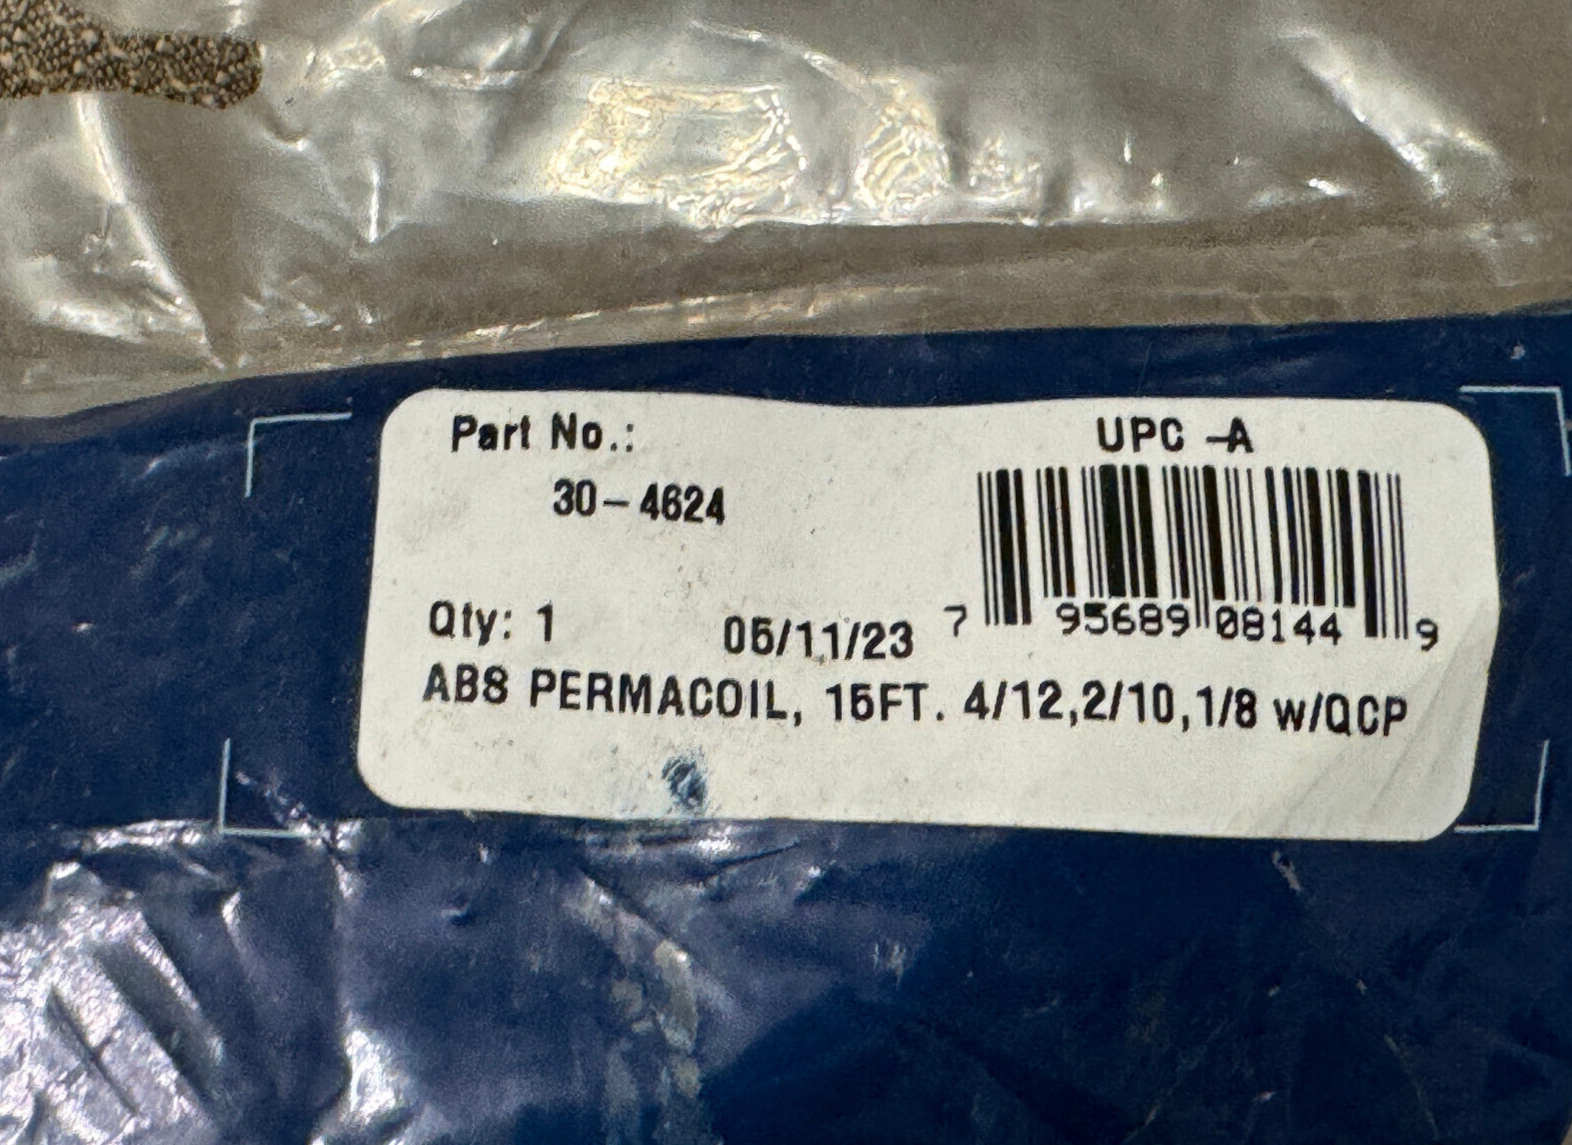 Part No.:
30-4624
UPC -A
Qty: 1
05/11/23
7 95689 08144 9
ABS PERMACOIL, 15FT. 4/12,2/10,1/8 w/QCP